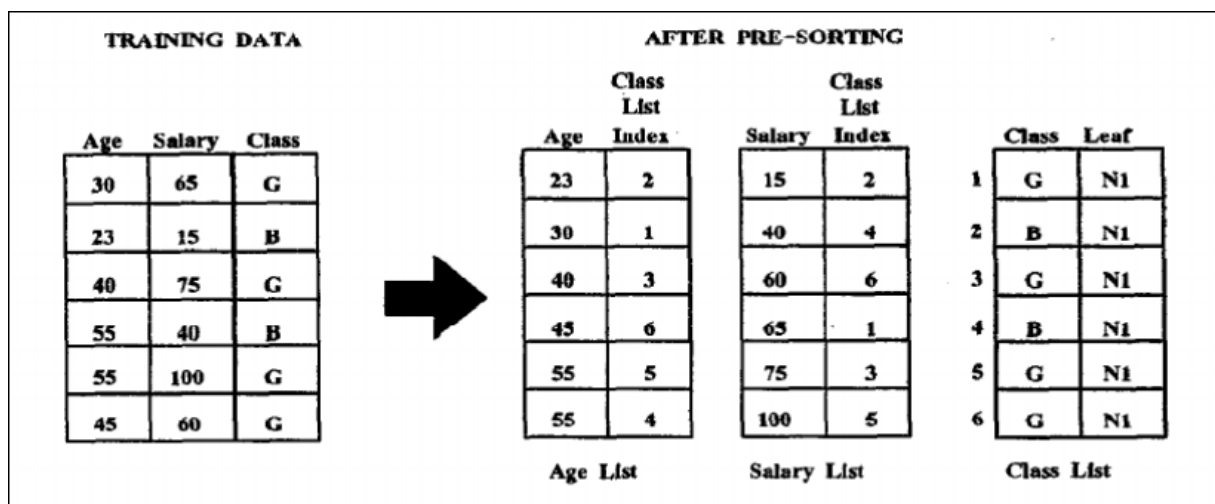 TRAINING DATA
AFTER PRE-SORTING
Age Salary Class
30 65 G
23 15 B
40 75 G
55 40 B
55 100 G
45 60 G
Class
List
Age Index
23 2
30 1
40 3
45 6
55 5
55 4
Age List
Class
List
Salary Index
15 2
40 4
60 6
65 1
75 3
100 5
Salary List
Class Leaf
1 G N1
2 B N1
3 G N1
4 B N1
5 G N1
6 G N1
Class List